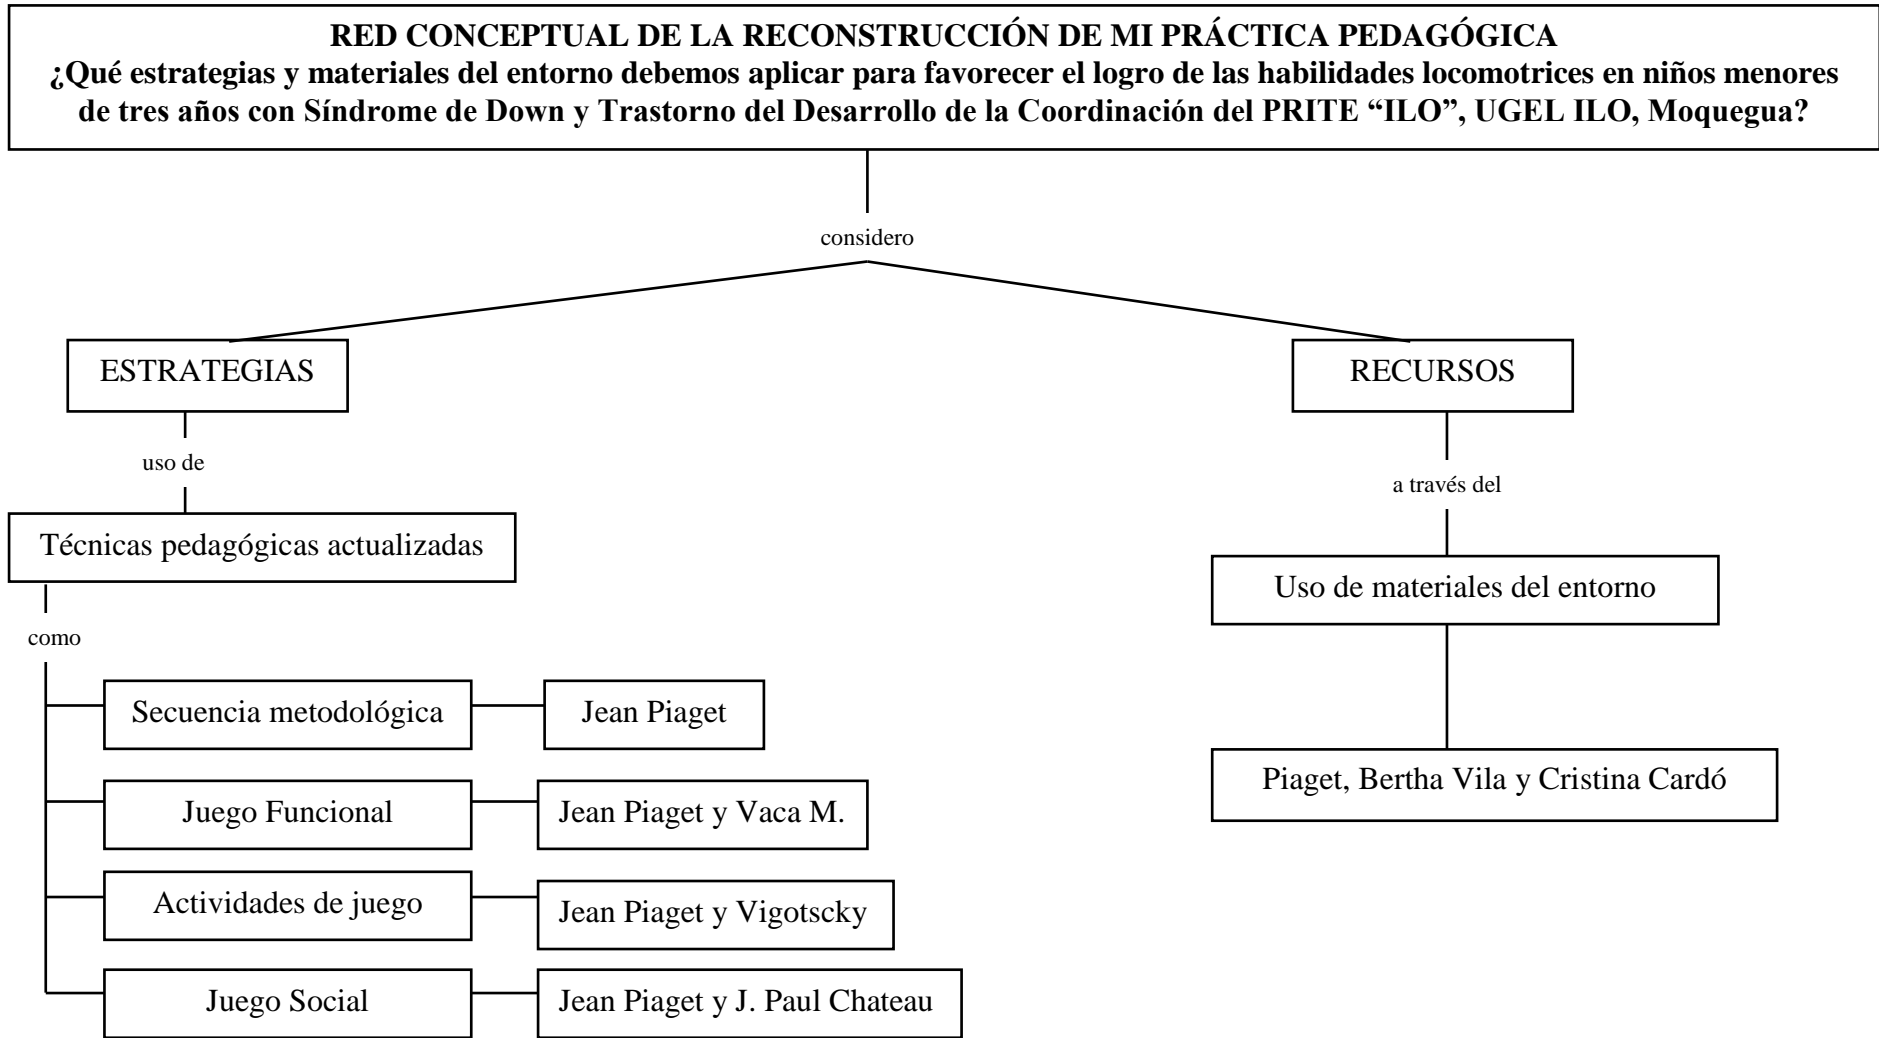 RED CONCEPTUAL DE LA RECONSTRUCCIÓN DE MI PRÁCTICA PEDAGÓGICA
¿Qué estrategias y materiales del entorno debemos aplicar para favorecer el logro de las habilidades locomotrices en niños menores
de tres años con Síndrome de Down y Trastorno del Desarrollo de la Coordinación del PRITE “ILO”, UGEL ILO, Moquegua?
considero
ESTRATEGIAS
RECURSOS
uso de
a través del
Técnicas pedagógicas actualizadas
Uso de materiales del entorno
como
Secuencia metodológica
Jean Piaget
Piaget, Bertha Vila y Cristina Cardó
Juego Funcional
Jean Piaget y Vaca M.
Actividades de juego
Jean Piaget y Vigotscky
Juego Social
Jean Piaget y J. Paul Chateau